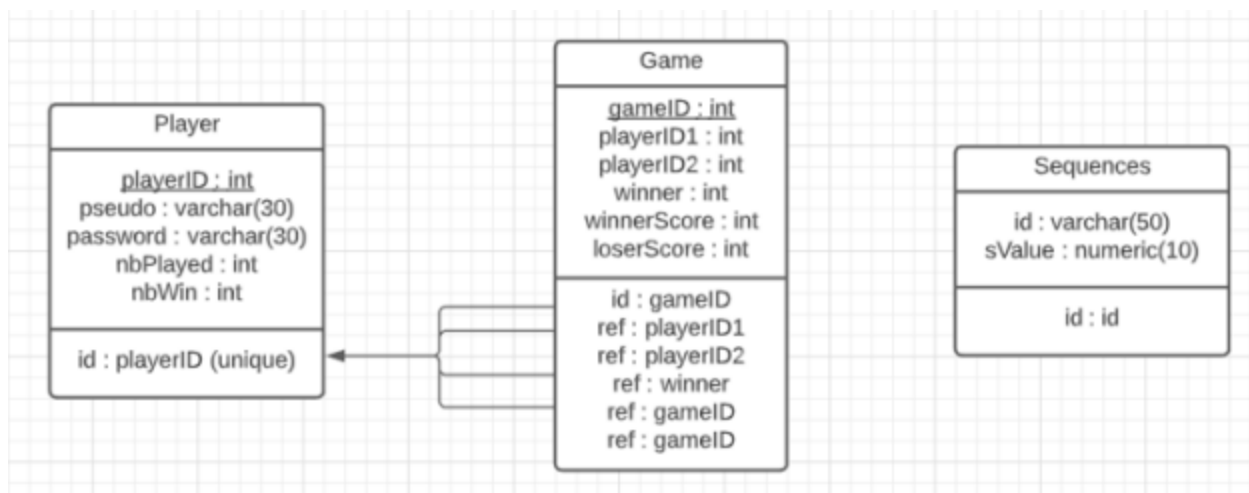 Player
playerID : int
pseudo : varchar(30)
password : varchar(30)
nbPlayed : int
nbWin : int
id : playerID (unique)
Game
gameID : int
playerID1 : int
playerID2 : int
winner : int
winnerScore : int
loserScore : int
id : gameID
ref : playerID1
ref : playerID2
ref : winner
ref : gameID
ref : gameID
Sequences
id : varchar(50)
sValue : numeric(10)
id : id